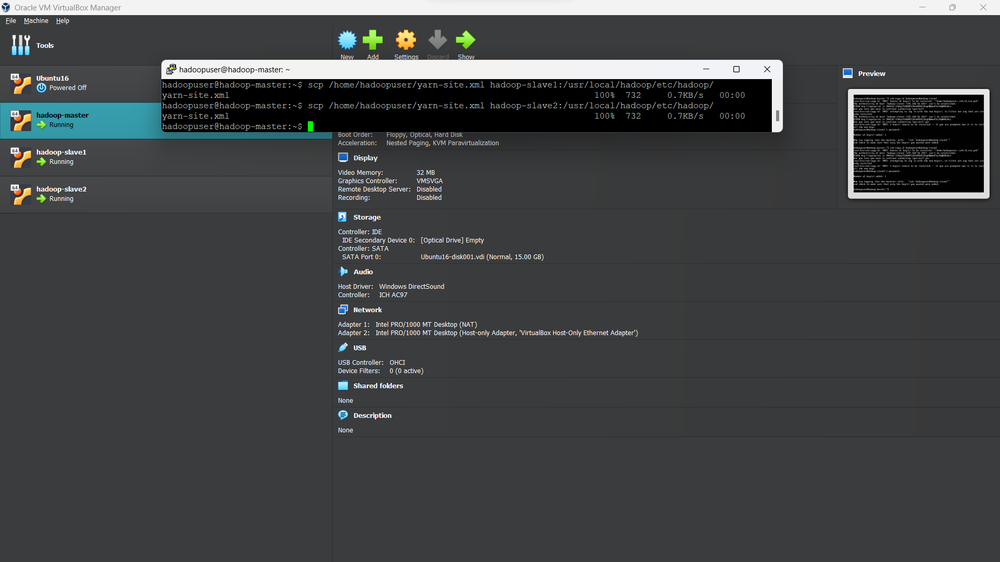 Oracle VM VirtualBox Manager
File Machine Help
Tools
New Add Settings Discard Show
64 Ubuntu16
Powered Off
64 hadoop-master
Running
64 hadoop-slave1
Running
64 hadoop-slave2
Running
hadoopuser@hadoop-master: ~
hadoopuser@hadoop-master:~$ scp /home/hadoopuser/yarn-site.xml hadoop-slave1:/usr/local/hadoop/etc/hadoop/
yarn-site.xml 100% 732 0.7KB/s 00:00
hadoopuser@hadoop-master:~$ scp /home/hadoopuser/yarn-site.xml hadoop-slave2:/usr/local/hadoop/etc/hadoop/
yarn-site.xml 100% 732 0.7KB/s 00:00
hadoopuser@hadoop-master:~$
Boot Order: Floppy, Optical, Hard Disk
Acceleration: Nested Paging, KVM Paravirtualization
Display
Video Memory: 32 MB
Graphics Controller: VMSVGA
Remote Desktop Server: Disabled
Recording: Disabled
Storage
Controller: IDE
IDE Secondary Device 0: [Optical Drive] Empty
Controller: SATA
SATA Port 0: Ubuntu16-disk001.vdi (Normal, 15.00 GB)
Audio
Host Driver: Windows DirectSound
Controller: ICH AC97
Network
Adapter 1: Intel PRO/1000 MT Desktop (NAT)
Adapter 2: Intel PRO/1000 MT Desktop (Host-only Adapter, 'VirtualBox Host-Only Ethernet Adapter')
USB
USB Controller: OHCI
Device Filters: 0 (0 active)
Shared folders
None
Description
None
Preview